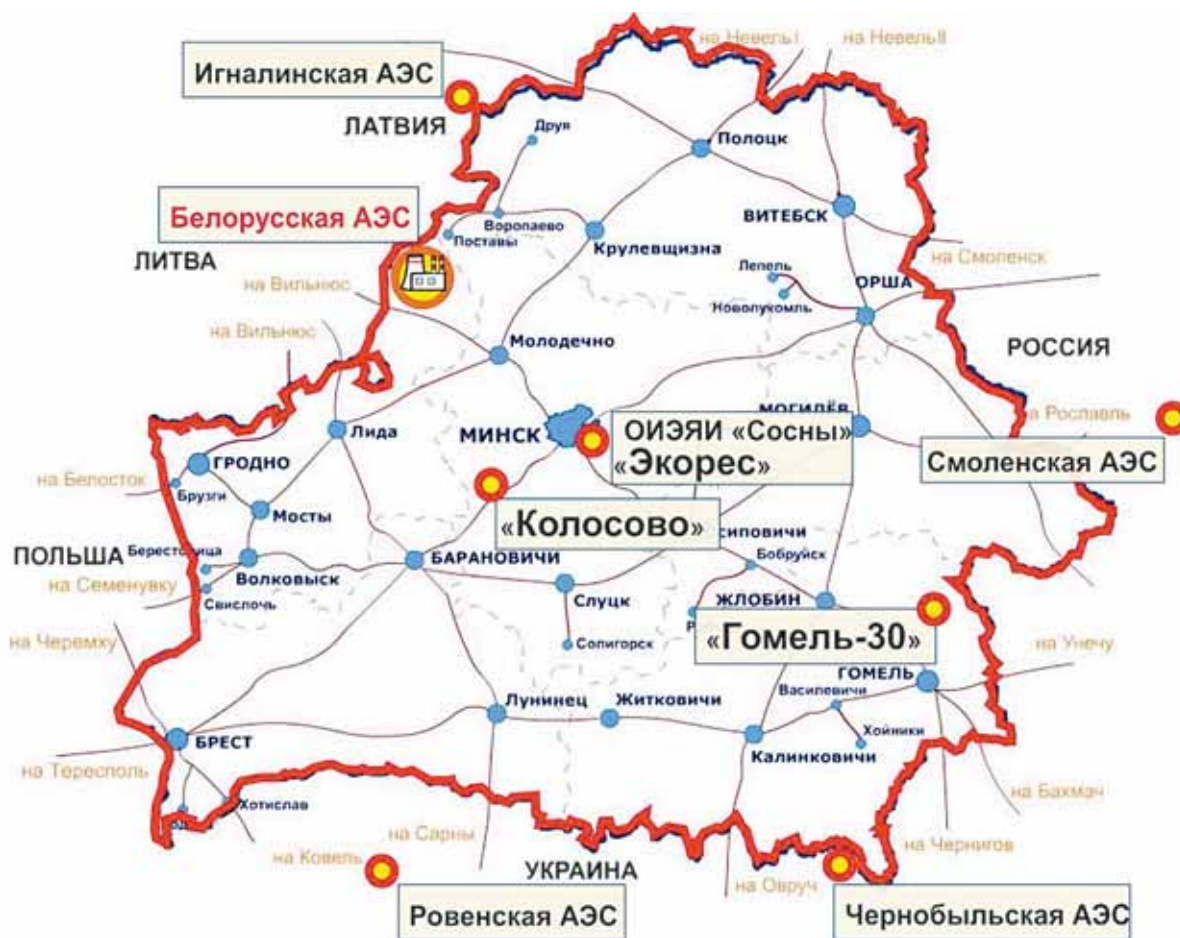 на Невель I
на Невель II
Игналинская АЭС
ЛАТВИЯ
Друя
Полоцк
Белорусская АЭС
Воропаево
Поставы
ВИТЕБСК
Крулевщизна
ЛИТВА
на Смоленск
Лепель
на Вильнюс
ОРША
Новолукомль
на Вильнюс
Молодечно
РОССИЯ
МОГИЛЁВ
на Рославль
Лида
МИНСК
ОИЭЯИ «Сосны»
«Экорес»
Смоленская АЭС
ГРОДНО
на Белосток
Брузги
Мосты
«Колосово»
сиповичи
ПОЛЬША
Берестовица
БАРАНОВИЧИ
Бобруйск
Волковыск
на Семенувку
Свислочь
Слуцк
ЖЛОБИН
на Черемху
Солигорск
«Гомель-30»
на Унечу
ГОМЕЛЬ
Василевичи
Лунинец
Житковичи
Хойники
БРЕСТ
Калинковичи
на Тересполь
на Бахмач
Хотислав
на Сарны
на Чернигов
на Ковель
УКРАИНА
на Овруч
Ровенская АЭС
Чернобыльская АЭС